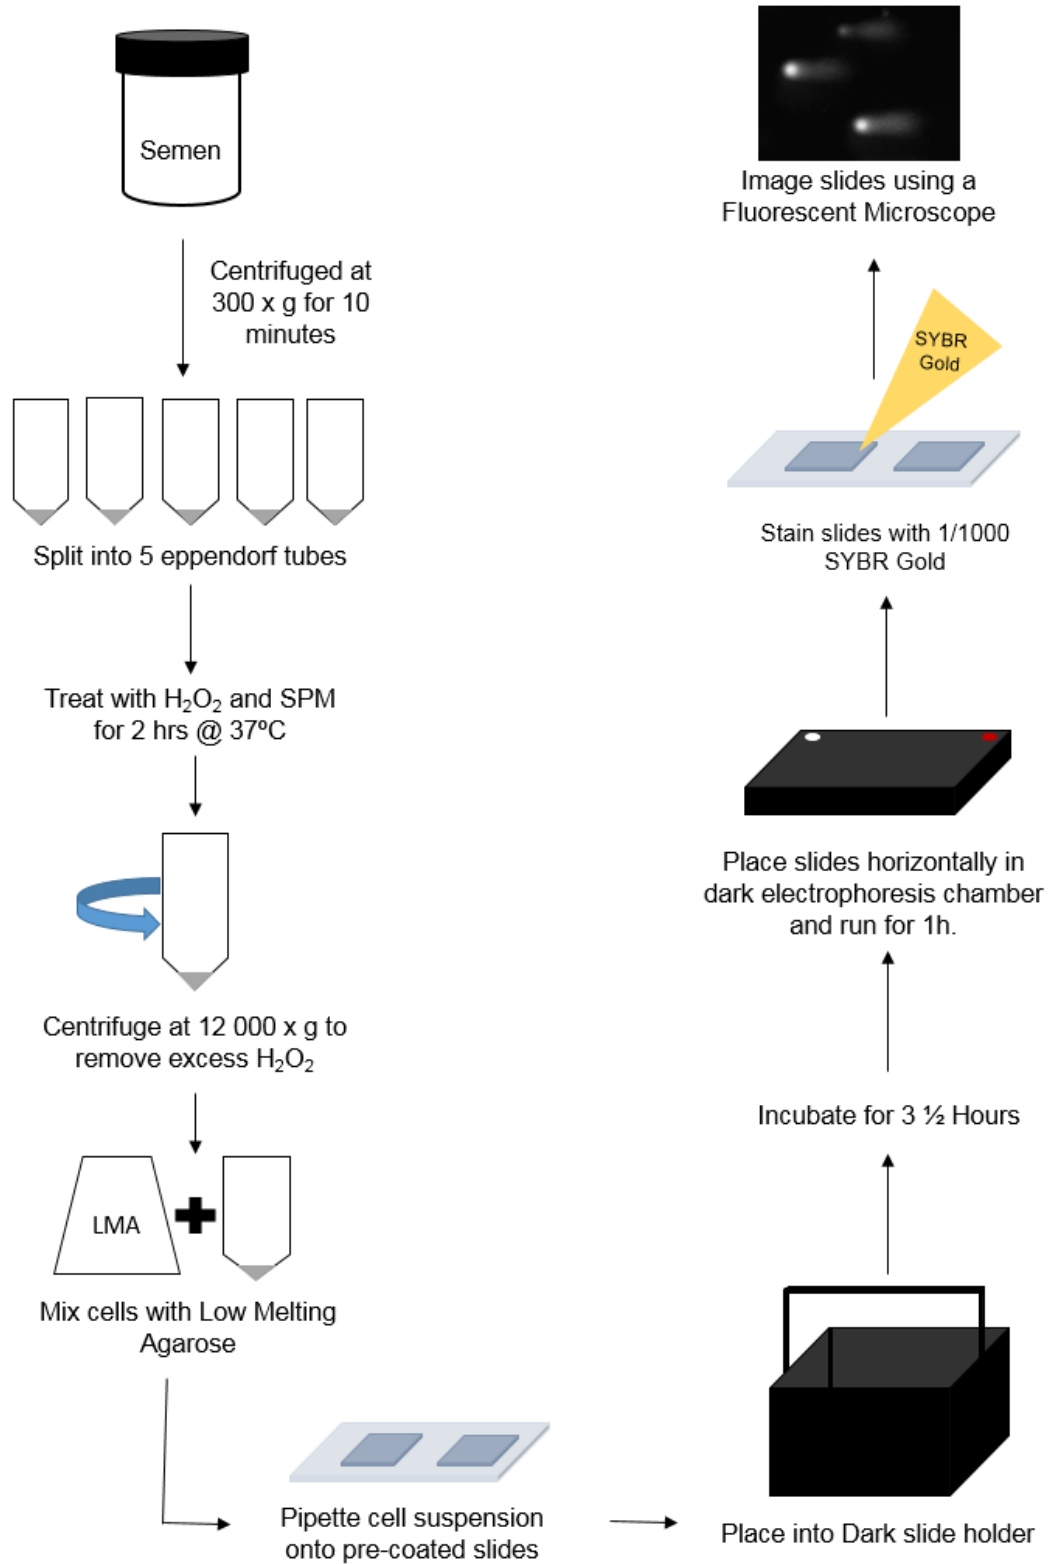 Semen
Centrifuged at
300 x g for 10
minutes
Split into 5 eppendorf tubes
Treat with H₂O₂ and SPM
for 2 hrs @ 37ºC
Centrifuge at 12 000 x g to
remove excess H₂O₂
LMA
Mix cells with Low Melting
Agarose
Pipette cell suspension
onto pre-coated slides
Place into Dark slide holder
Incubate for 3 ½ Hours
Place slides horizontally in
dark electrophoresis chamber
and run for 1h.
Stain slides with 1/1000
SYBR Gold
SYBR
Gold
Image slides using a
Fluorescent Microscope